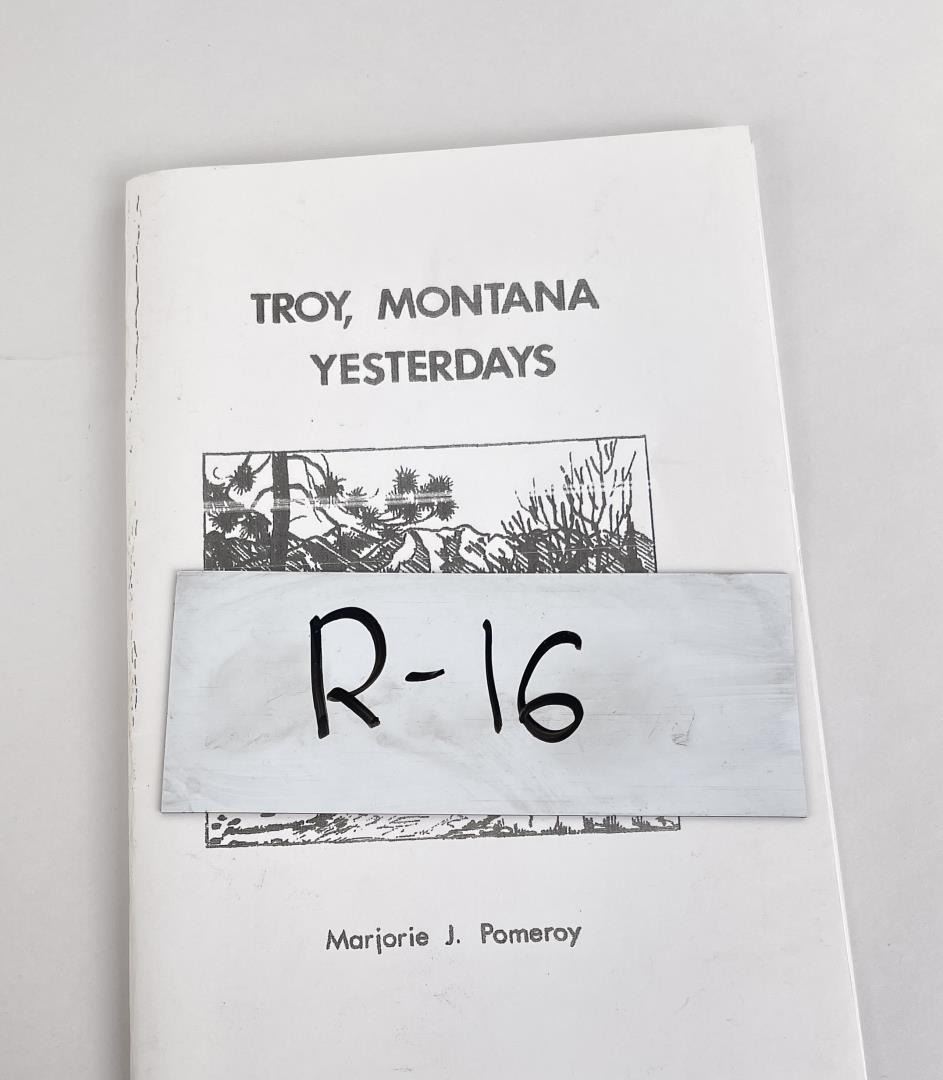 TROY, MONTANA
YESTERDAYS
R-16
Marjorie J. Pomeroy